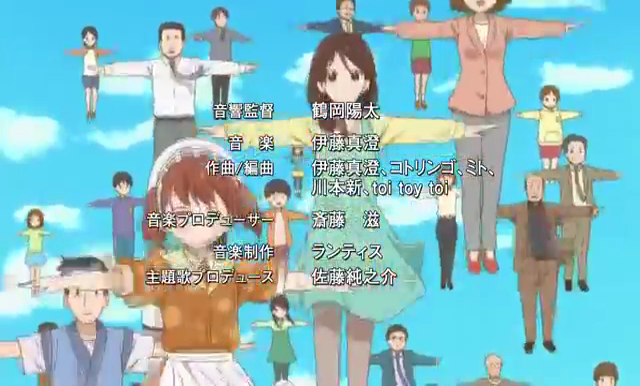 音響監督 鶴岡陽太
音 楽 伊藤真澄
作曲/編曲 伊藤真澄、コトリンゴ、ミト、
川本新、toi toy toi
音楽プロデューサー 斎藤 滋
音楽制作 ランティス
主題歌プロデュース 佐藤純之介